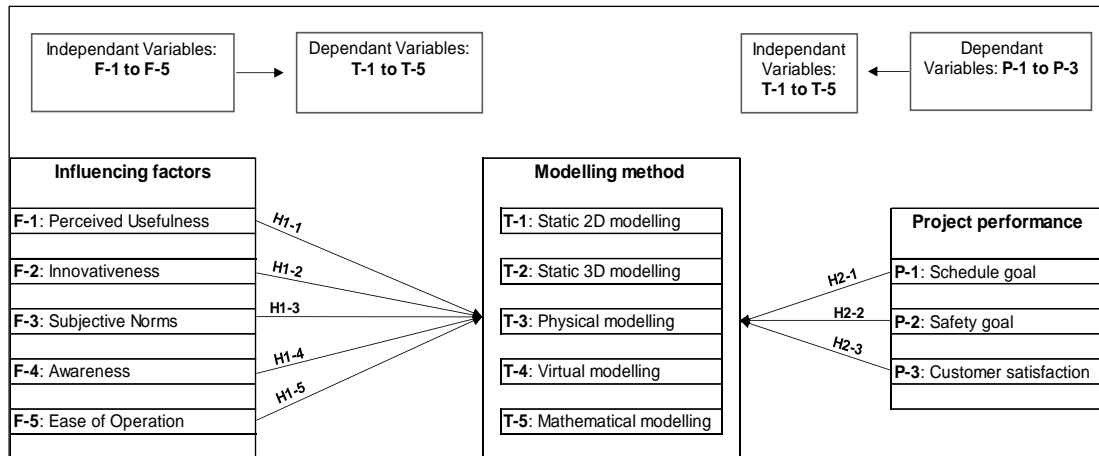 Independant Variables:
F-1 to F-5
Dependant Variables:
T-1 to T-5
Independant
Variables:
T-1 to T-5
Dependant
Variables: P-1 to P-3
Influencing factors
F-1: Perceived Usefulness
F-2: Innovativeness
F-3: Subjective Norms
F-4: Awareness
F-5: Ease of Operation
H1-1
H1-2
H1-3
H1-4
H1-5
Modelling method
T-1: Static 2D modelling
T-2: Static 3D modelling
T-3: Physical modelling
T-4: Virtual modelling
T-5: Mathematical modelling
H2-1
H2-2
H2-3
Project performance
P-1: Schedule goal
P-2: Safety goal
P-3: Customer satisfaction